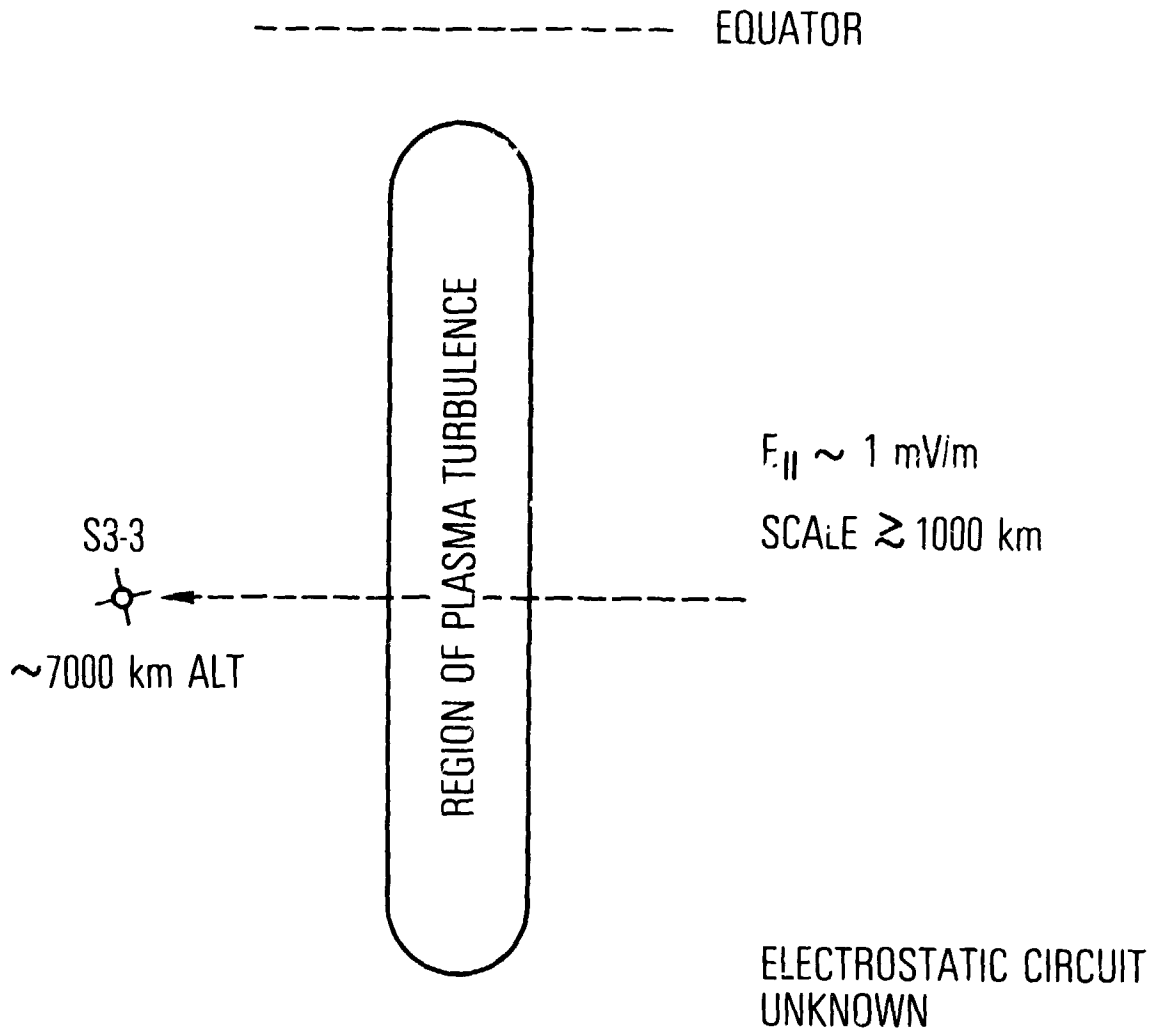 EQUATOR
REGION OF PLASMA TURBULENCE
E|| ~ 1 mV/m
SCALE ≳ 1000 km
S3-3
~7000 km ALT
ELECTROSTATIC CIRCUIT
UNKNOWN